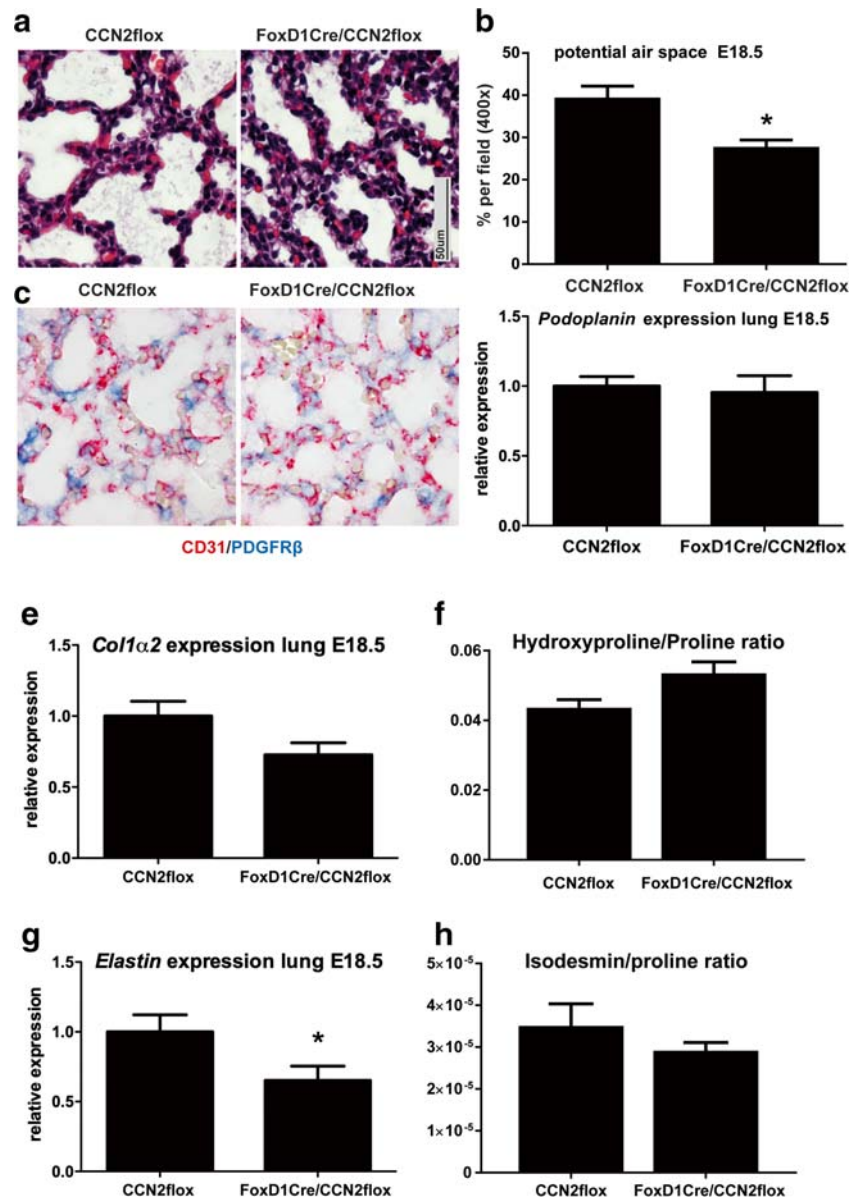 a
CCN2flox FoxD1Cre/CCN2flox
50um
b
potential air space E18.5
% per field (400x)
50
40
30
20
10
0
*
CCN2flox FoxD1Cre/CCN2flox
c
CCN2flox FoxD1Cre/CCN2flox
CD31/PDGFRβ
Podoplanin expression lung E18.5
relative expression
1.5
1.0
0.5
0.0
CCN2flox FoxD1Cre/CCN2flox
e
Col1α2 expression lung E18.5
relative expression
1.5
1.0
0.5
0.0
CCN2flox FoxD1Cre/CCN2flox
f
Hydroxyproline/Proline ratio
0.06
0.04
0.02
0.00
CCN2flox FoxD1Cre/CCN2flox
g
Elastin expression lung E18.5
relative expression
1.5
1.0
0.5
0.0
*
CCN2flox FoxD1Cre/CCN2flox
h
Isodesmin/proline ratio
5×10⁻⁵
4×10⁻⁵
3×10⁻⁵
2×10⁻⁵
1×10⁻⁵
0
CCN2flox FoxD1Cre/CCN2flox